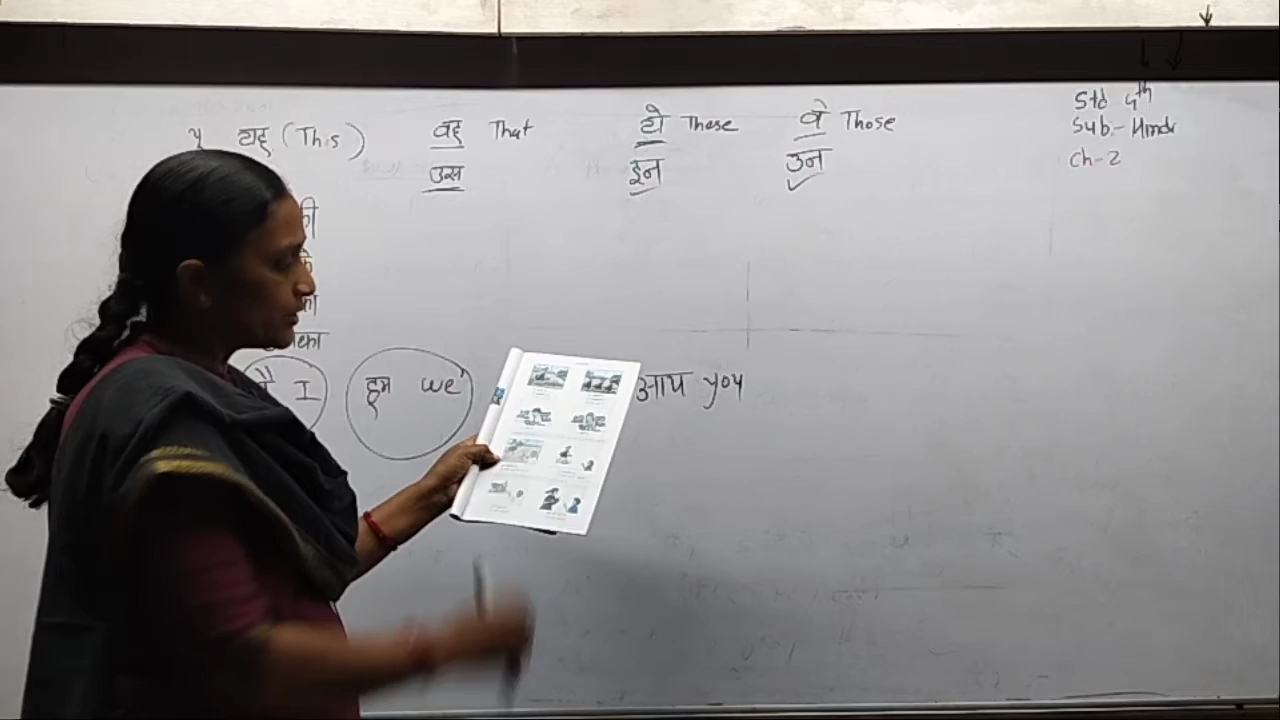 यह (This) वह That ये These वे Those
उस इन उन
की
के
का
नका
मैं I हम we आप you
Std 4th
Sub:- Hindi
Ch-2